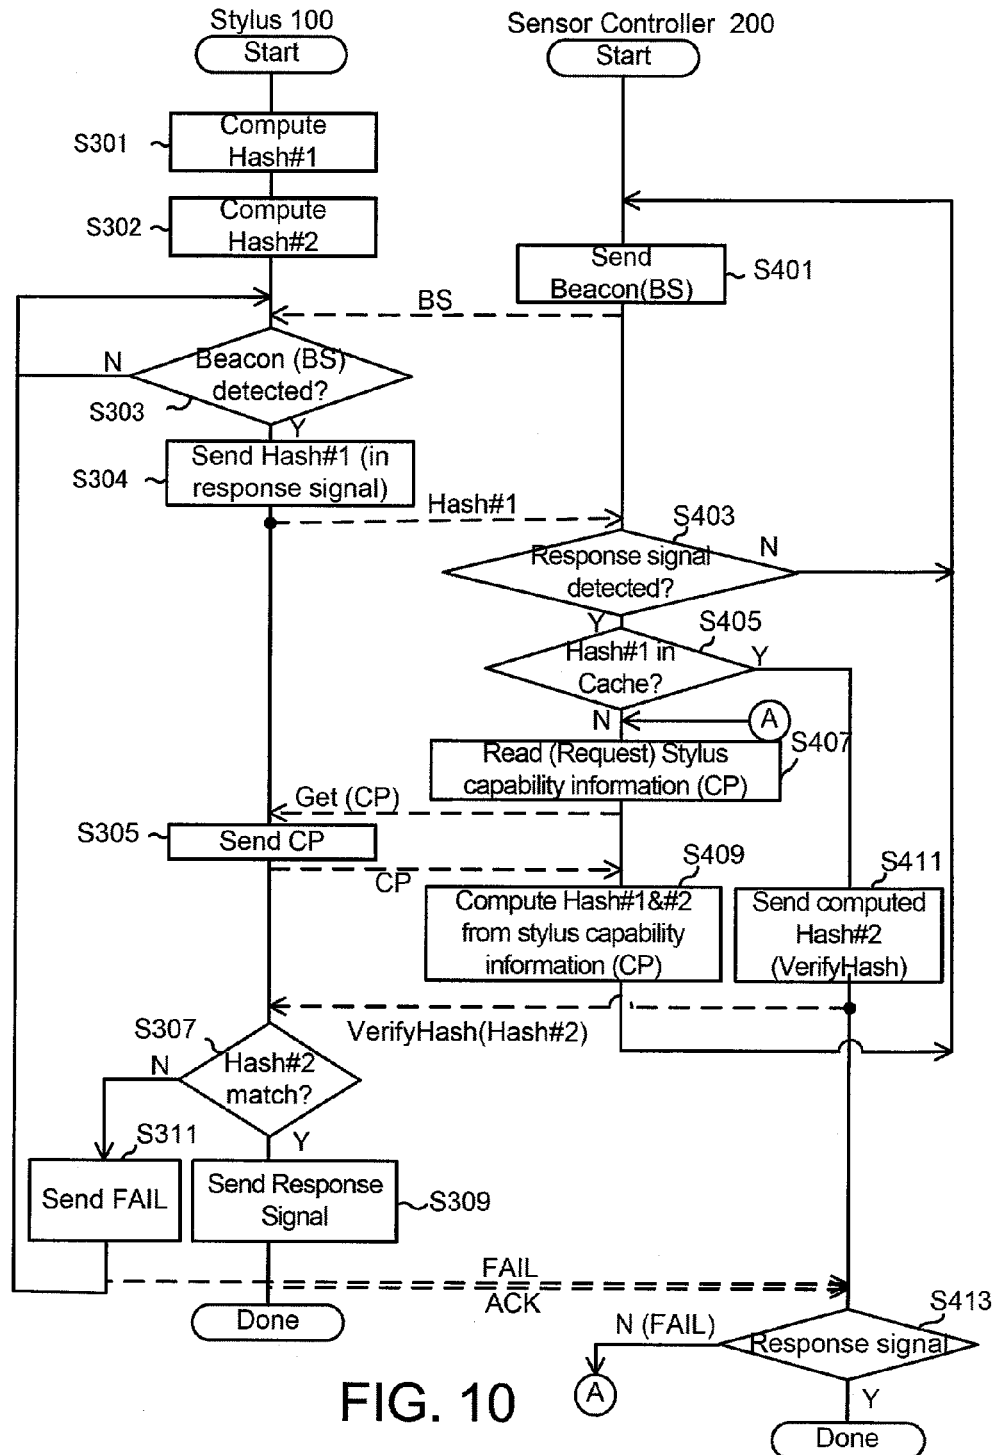 Stylus 100
Sensor Controller 200
Start
Start
S301
Compute
Hash#1
S302
Compute
Hash#2
Send
Beacon(BS)
S401
BS
N
Beacon (BS)
detected?
S303
Y
S304
Send Hash#1 (in
response signal)
Hash#1
S403
Response signal
detected?
N
Y
S405
Hash#1 in
Cache?
Y
N
A
Read (Request) Stylus
capability information (CP)
S407
Get (CP)
S305
Send CP
CP
S409
S411
Compute Hash#1&#2
from stylus capability
information (CP)
Send computed
Hash#2
(VerifyHash)
VerifyHash(Hash#2)
S307
N
Hash#2
match?
Y
S311
Send FAIL
Send Response
Signal
S309
FAIL
ACK
Done
S413
N (FAIL)
Response signal
A
Y
Done
FIG. 10